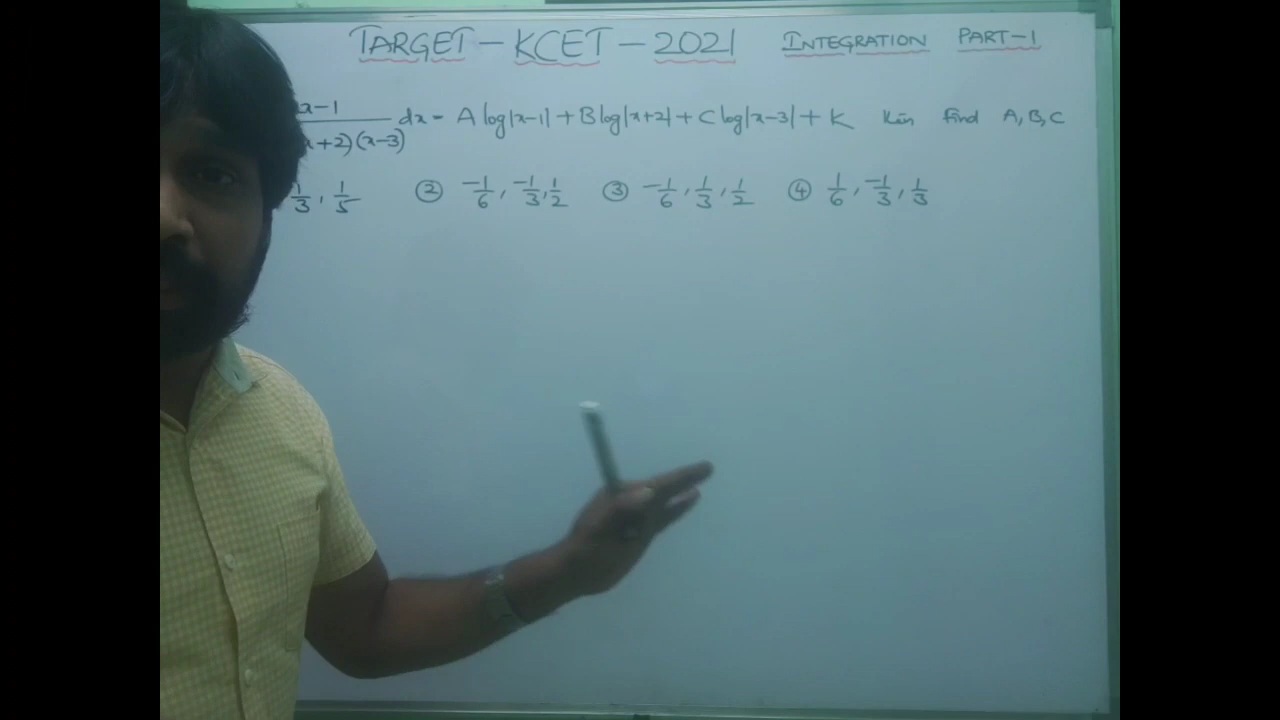 TARGET - KCET - 2021 INTEGRATION PART-1
x-1
dx = A log|x-1| + B log|x+2| + C log|x-3| + K Find A, B, C
x+2)(x-3)
1/3, 1/5 ② -1/6, -1/3, 1/2 ③ -1/6, 1/3, 1/2 ④ 1/6, -1/3, 1/3